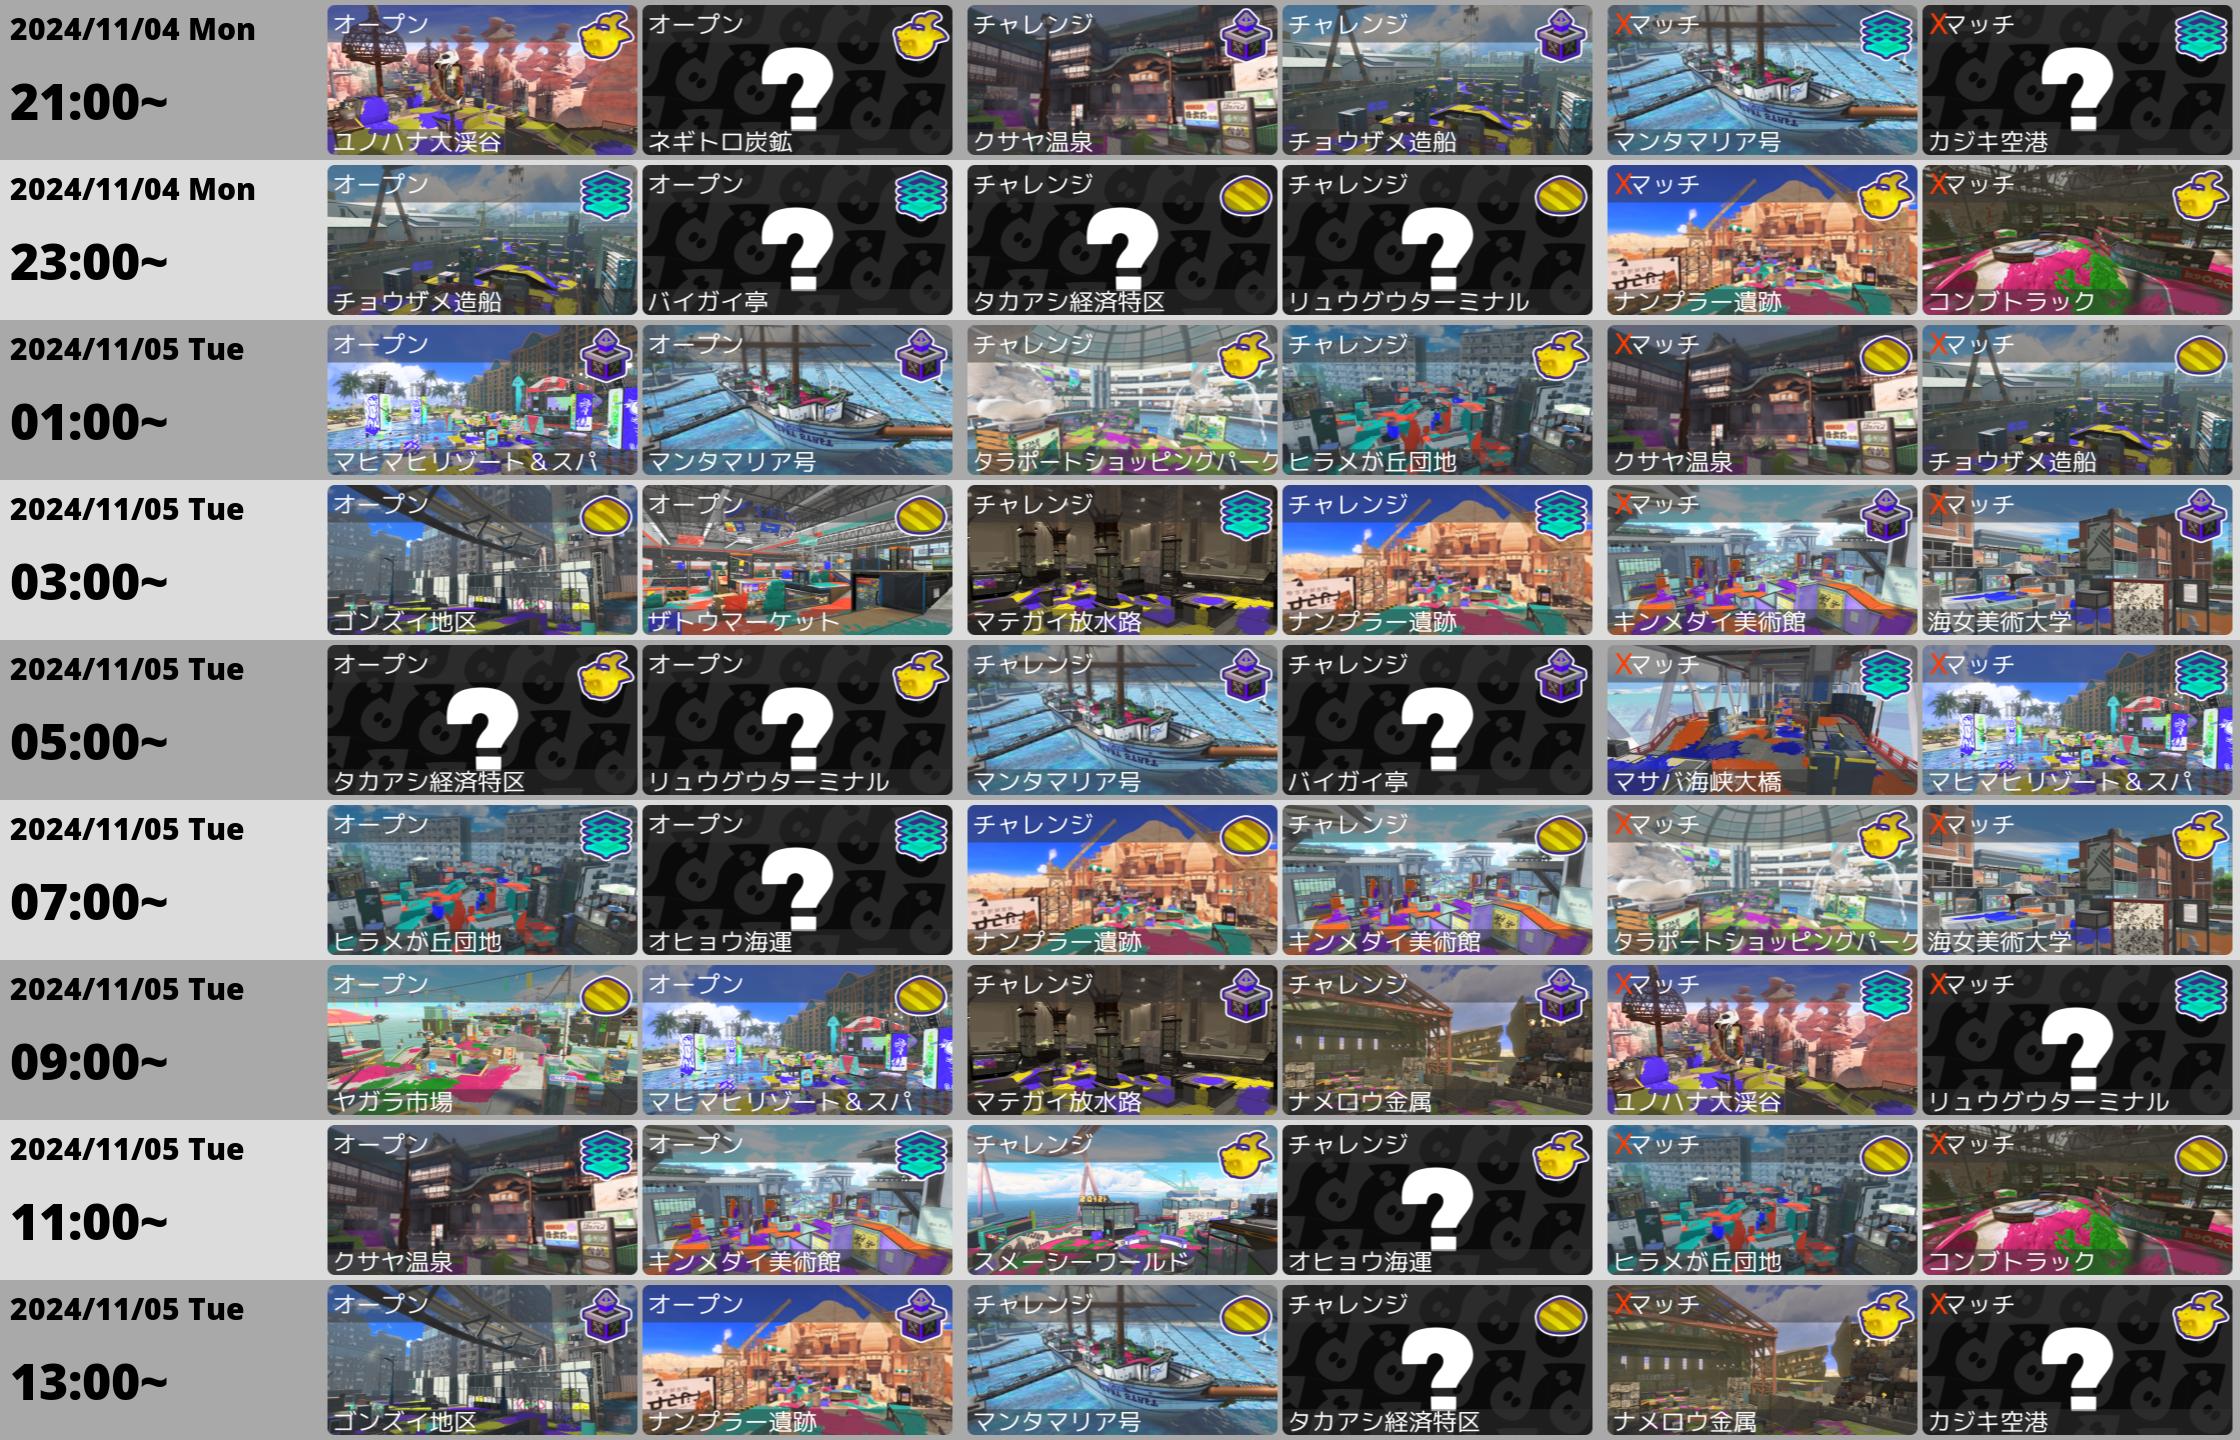 2024/11/04 Mon
21:00~
オープン
ユノハナ大渓谷
オープン
ネギトロ炭鉱
チャレンジ
クサヤ温泉
チャレンジ
チョウザメ造船
Xマッチ
マンタマリア号
Xマッチ
カジキ空港
2024/11/04 Mon
23:00~
オープン
チョウザメ造船
オープン
バイガイ亭
チャレンジ
タカアシ経済特区
チャレンジ
リュウグウターミナル
Xマッチ
ナンプラー遺跡
Xマッチ
コンブトラック
2024/11/05 Tue
01:00~
オープン
マヒマヒリゾート＆スパ
オープン
マンタマリア号
チャレンジ
タラポートショッピングパーク
チャレンジ
ヒラメが丘団地
Xマッチ
クサヤ温泉
Xマッチ
チョウザメ造船
2024/11/05 Tue
03:00~
オープン
ゴンズイ地区
オープン
ザトウマーケット
チャレンジ
マテガイ放水路
チャレンジ
ナンプラー遺跡
Xマッチ
キンメダイ美術館
Xマッチ
海女美術大学
2024/11/05 Tue
05:00~
オープン
タカアシ経済特区
オープン
リュウグウターミナル
チャレンジ
マンタマリア号
チャレンジ
バイガイ亭
Xマッチ
マサバ海峡大橋
Xマッチ
マヒマヒリゾート＆スパ
2024/11/05 Tue
07:00~
オープン
ヒラメが丘団地
オープン
オヒョウ海運
チャレンジ
ナンプラー遺跡
チャレンジ
キンメダイ美術館
Xマッチ
タラポートショッピングパーク
Xマッチ
海女美術大学
2024/11/05 Tue
09:00~
オープン
ヤガラ市場
オープン
マヒマヒリゾート＆スパ
チャレンジ
マテガイ放水路
チャレンジ
ナメロウ金属
Xマッチ
ユノハナ大渓谷
Xマッチ
リュウグウターミナル
2024/11/05 Tue
11:00~
オープン
クサヤ温泉
オープン
キンメダイ美術館
チャレンジ
スメーシーワールド
チャレンジ
オヒョウ海運
Xマッチ
ヒラメが丘団地
Xマッチ
コンブトラック
2024/11/05 Tue
13:00~
オープン
ゴンズイ地区
オープン
ナンプラー遺跡
チャレンジ
マンタマリア号
チャレンジ
タカアシ経済特区
Xマッチ
ナメロウ金属
Xマッチ
カジキ空港